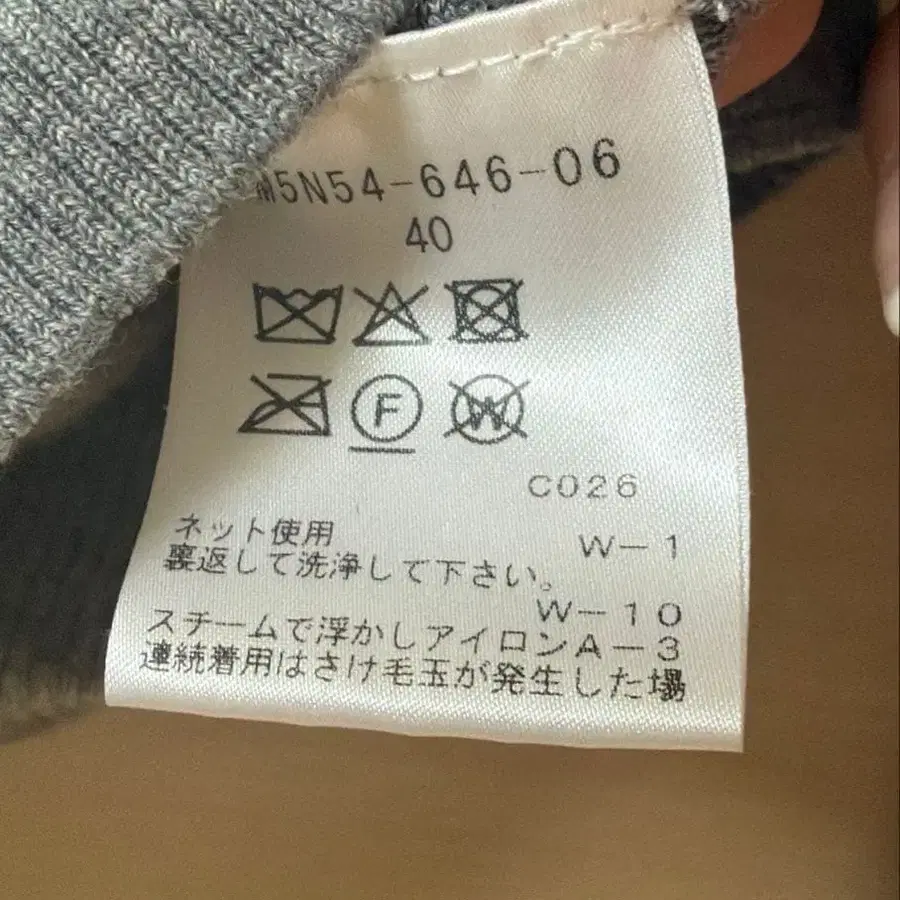 M5N54-646-06
40
F
W
C026
ネット使用 W-1
裏返して洗浄して下さい。
W-10
スチームで浮かしアイロンA-3
連続着用はさけ毛玉が発生した場